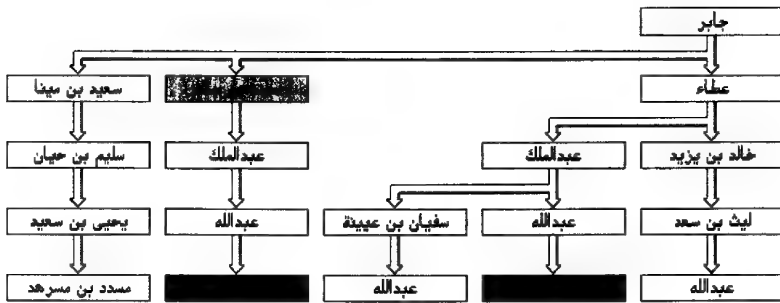 جابر
عطاء
سعيد بن مينا
خالد بن يزيد
عبدالملك
عبدالملك
سليم بن حيان
ليث بن سعد
عبدالله
سفيان بن عيينة
عبدالله
يحيى بن سعيد
عبدالله
عبدالله
مسدد بن مسرهد